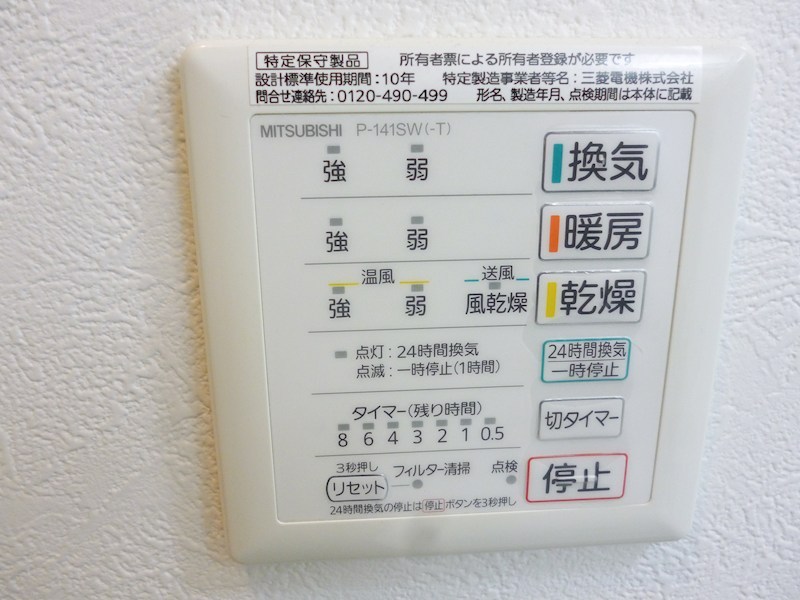 特定保守製品 所有者票による所有者登録が必要です
設計標準使用期間：10年 特定製造事業者等名：三菱電機株式会社
問合せ連絡先：0120-490-499 形名、製造年月、点検期間は本体に記載
MITSUBISHI P-141SW(-T)
強 弱 換気
強 弱 暖房
温風 送風
強 弱 風乾燥 乾燥
点灯：24時間換気 24時間換気
点滅：一時停止(1時間) 一時停止
タイマー(残り時間) 切タイマー
8 6 4 3 2 1 0.5
3秒押し フィルター清掃 点検
リセット 停止
24時間換気の停止は停止ボタンを3秒押し